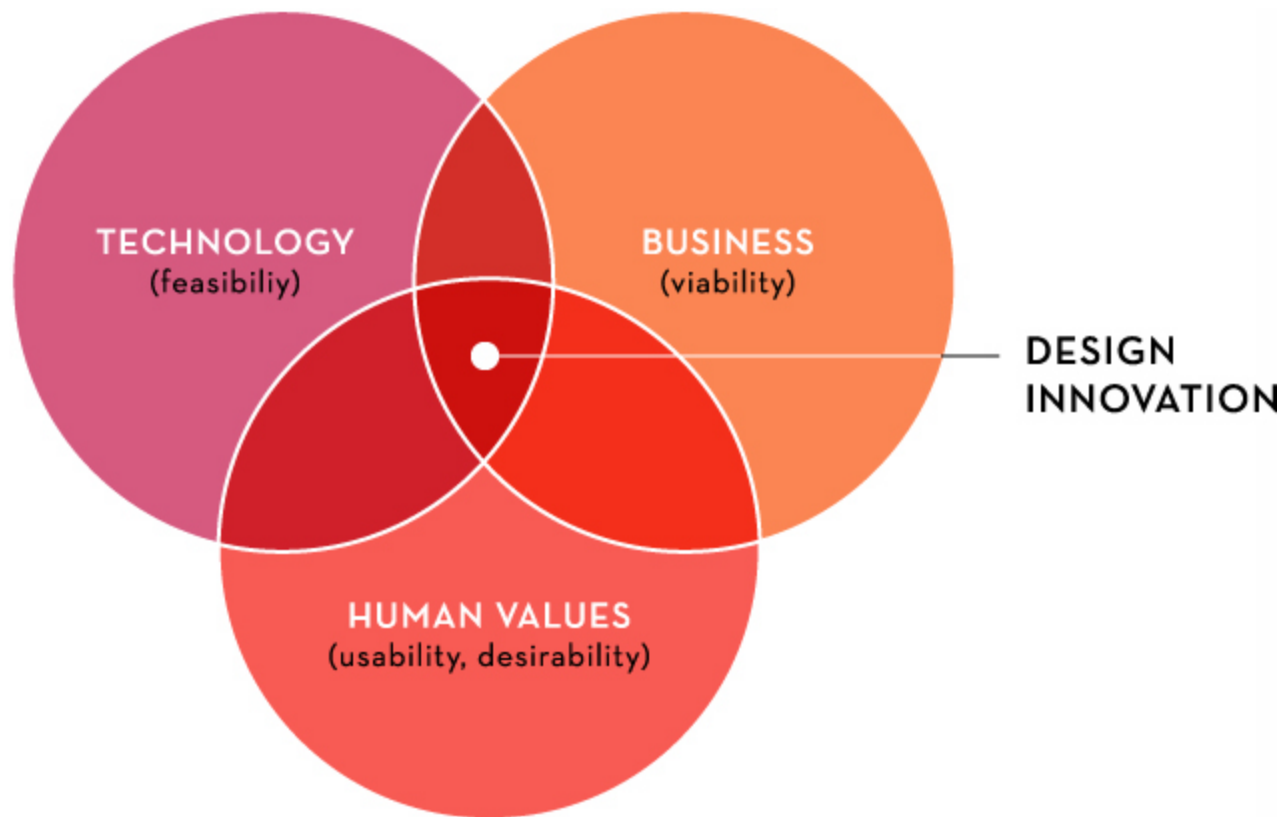 TECHNOLOGY
(feasibiliy)
BUSINESS
(viability)
DESIGN
INNOVATION
HUMAN VALUES
(usability, desirability)